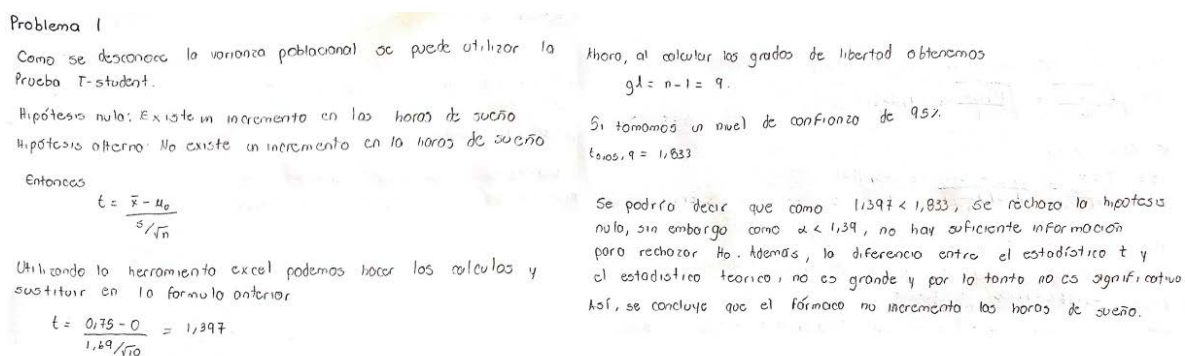 Problema 1
Como se desconoce la varianza poblacional se puede utilizar la
Prueba T-student.
Hipótesis nula: Existe un incremento en las horas de sueño
Hipótesis alterna: No existe un incremento en la horas de sueño
Entonces
t = x̄ - μ₀
s/√n
Utilizando la herramienta excel podemos hacer los calculos y
sustituir en la formula anterior
t = 0,75 - 0 = 1,397
1,69/√10
Ahora, al calcular los grados de libertad obtenemos
gl = n-1 = 9.
Si tomamos un nivel de confianza de 95%
t0,05, 9 = 1,833
Se podría decir que como 1,397 < 1,833, se rechaza la hipotesis
nula, sin embargo como α < 1,39, no hay suficiente información
para rechazar Ho. Además, la diferencia entre el estadístico t y
el estadistico teorico, no es grande y por lo tanto no es significativo
Así, se concluye que el fármaco no incrementa las horas de sueño.